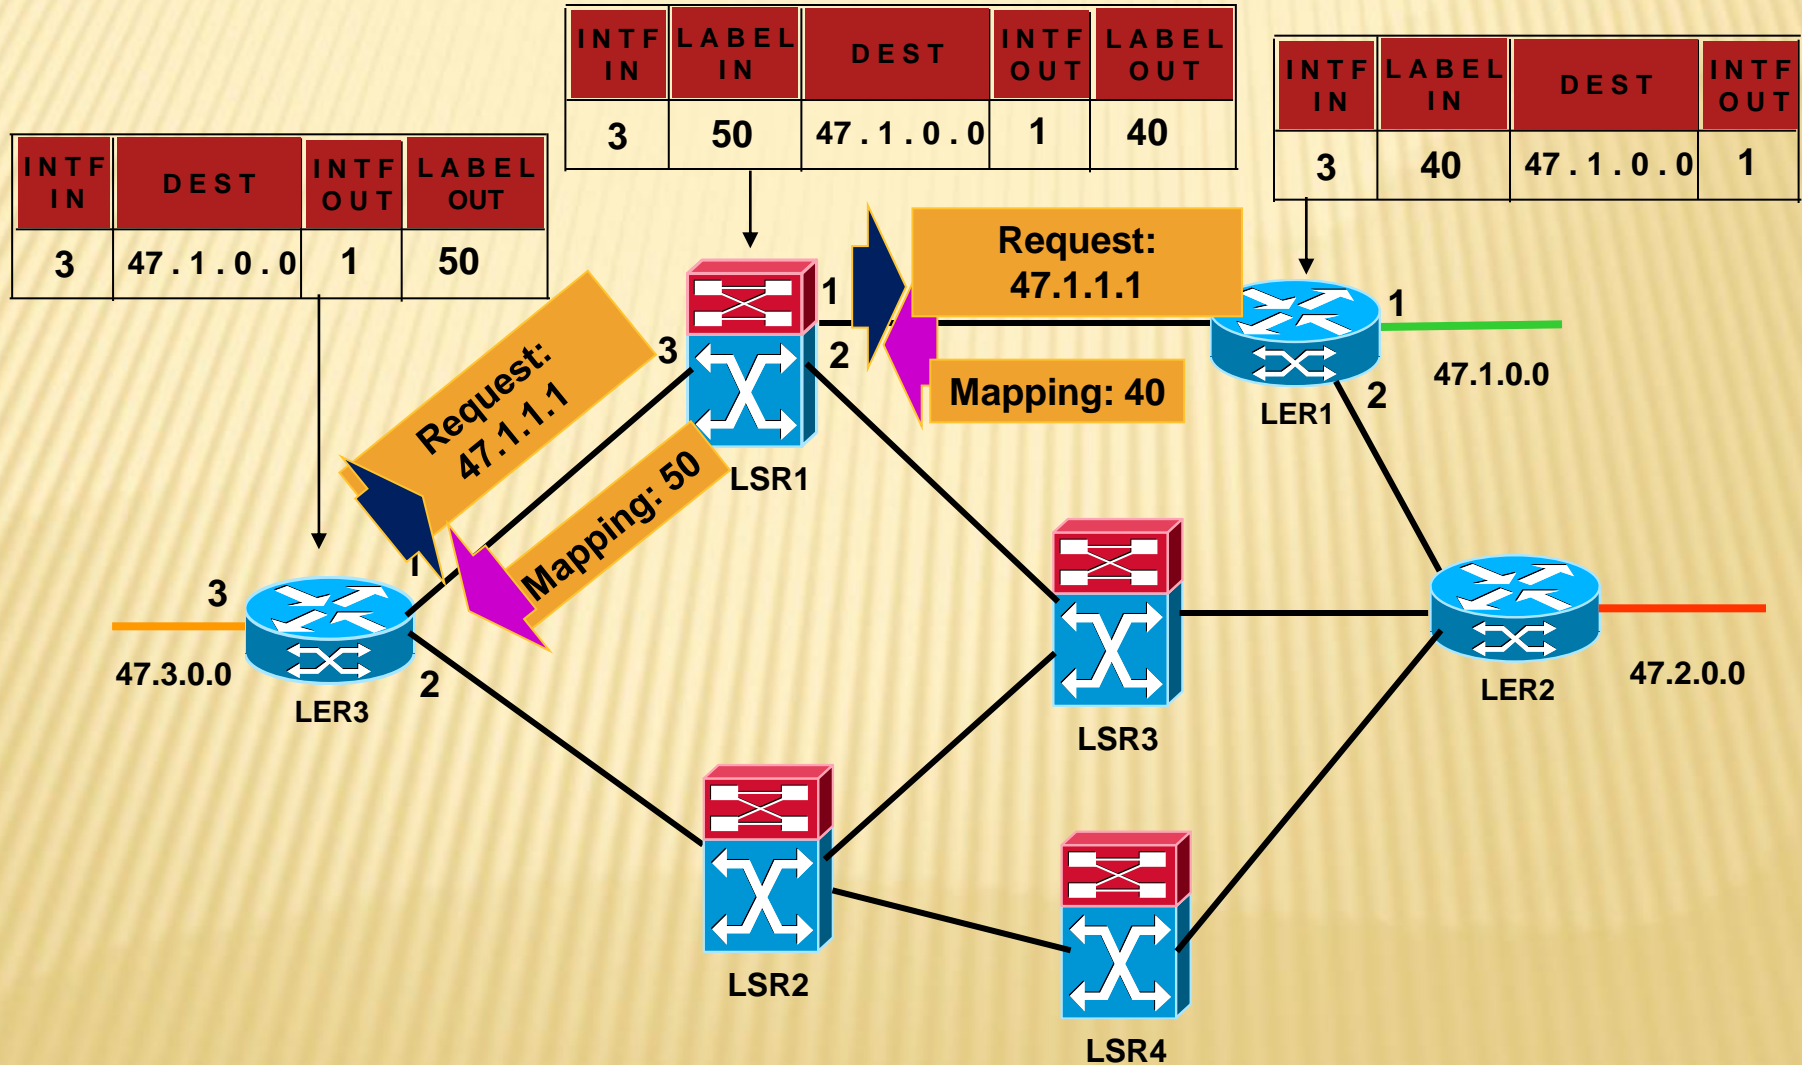 INTF IN
LABEL IN
DEST
INTF OUT
LABEL OUT
3
50
47.1.0.0
1
40
INTF IN
LABEL IN
DEST
INTF OUT
3
40
47.1.0.0
1
INTF IN
DEST
INTF OUT
LABEL OUT
3
47.1.0.0
1
50
Request:
47.1.1.1
Mapping: 40
Request:
47.1.1.1
Mapping: 50
1
2
3
LSR1
1
2
47.1.0.0
LER1
3
1
2
47.3.0.0
LER3
LSR3
LER2
47.2.0.0
LSR2
LSR4